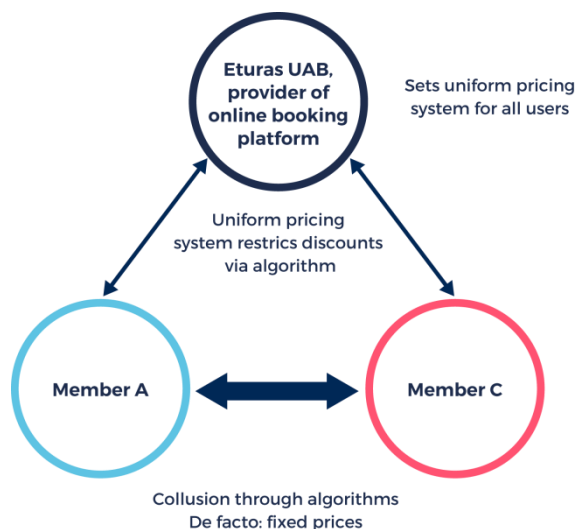 Eturas UAB,
provider of
online booking
platform
Sets uniform pricing
system for all users
Uniform pricing
system restrics discounts
via algorithm
Member A
Member C
Collusion through algorithms
De facto: fixed prices